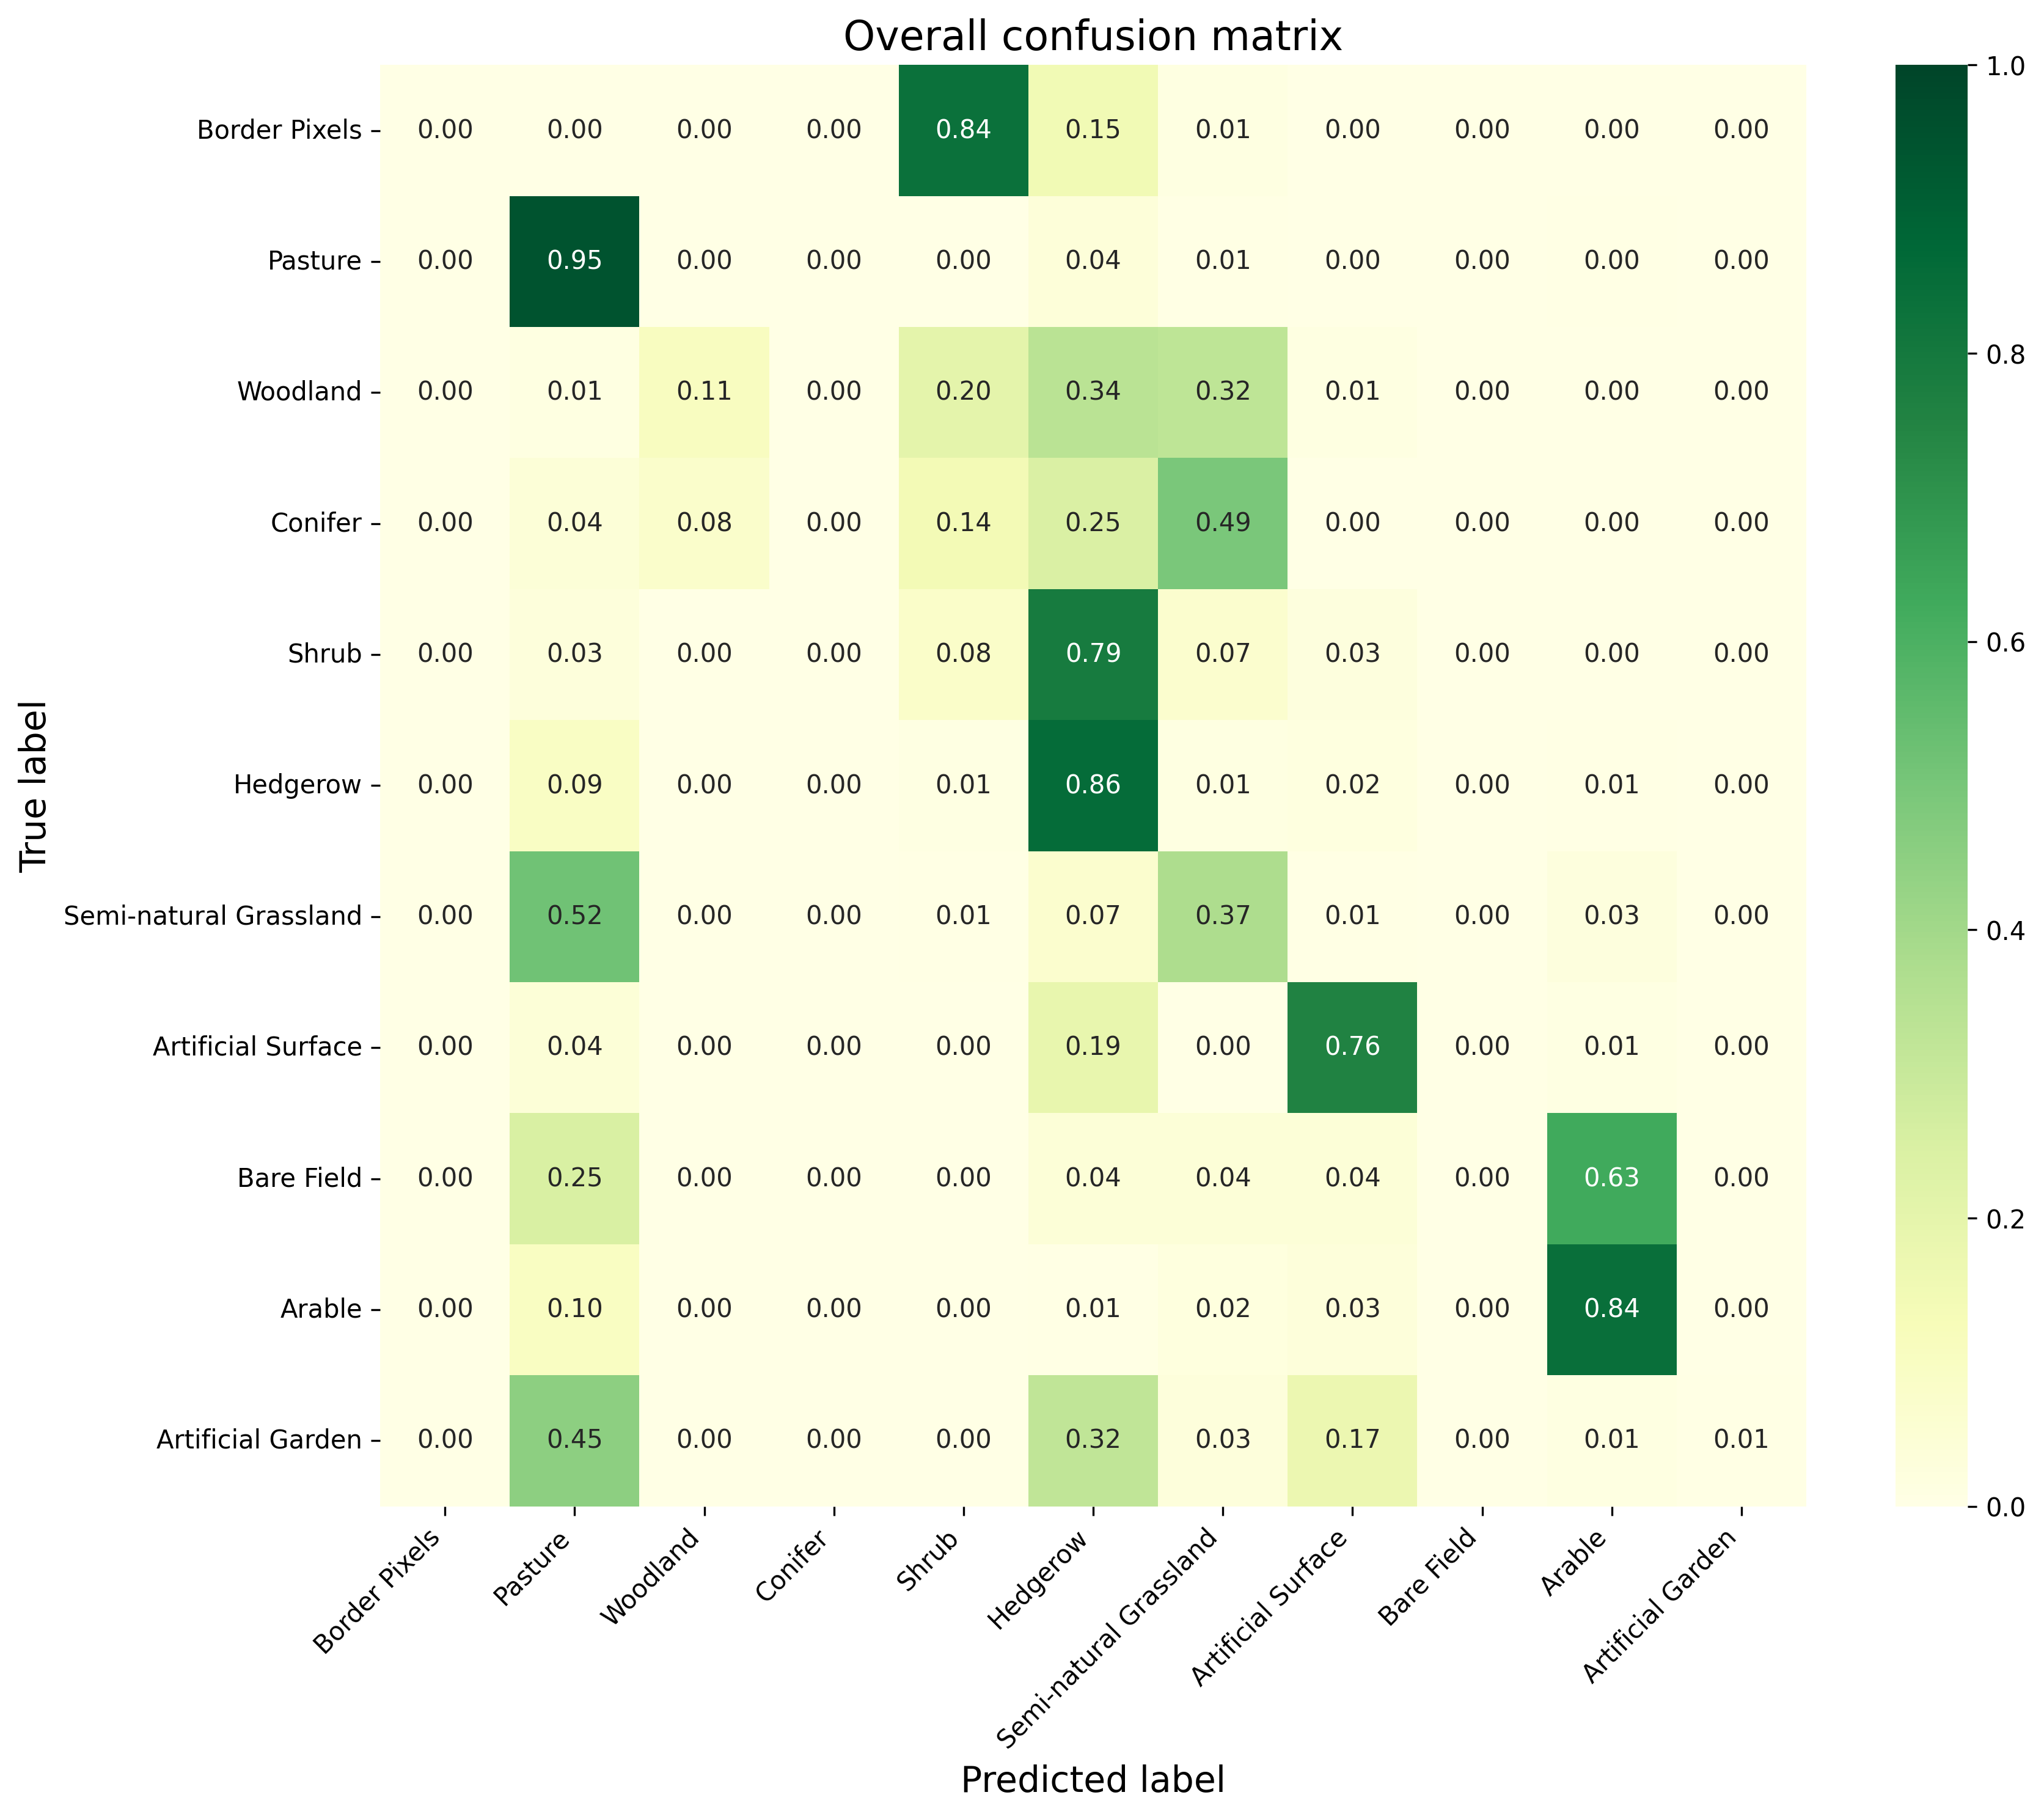 Overall confusion matrix
Border Pixels 0.00 0.00 0.00 0.00 0.84 0.15 0.01 0.00 0.00 0.00 0.00
Pasture 0.00 0.95 0.00 0.00 0.00 0.04 0.01 0.00 0.00 0.00 0.00
Woodland 0.00 0.01 0.11 0.00 0.20 0.34 0.32 0.01 0.00 0.00 0.00
Conifer 0.00 0.04 0.08 0.00 0.14 0.25 0.49 0.00 0.00 0.00 0.00
Shrub 0.00 0.03 0.00 0.00 0.08 0.79 0.07 0.03 0.00 0.00 0.00
Hedgerow 0.00 0.09 0.00 0.00 0.01 0.86 0.01 0.02 0.00 0.01 0.00
Semi-natural Grassland 0.00 0.52 0.00 0.00 0.01 0.07 0.37 0.01 0.00 0.03 0.00
Artificial Surface 0.00 0.04 0.00 0.00 0.00 0.19 0.00 0.76 0.00 0.01 0.00
Bare Field 0.00 0.25 0.00 0.00 0.00 0.04 0.04 0.04 0.00 0.63 0.00
Arable 0.00 0.10 0.00 0.00 0.00 0.01 0.02 0.03 0.00 0.84 0.00
Artificial Garden 0.00 0.45 0.00 0.00 0.00 0.32 0.03 0.17 0.00 0.01 0.01
True label
Border Pixels
Pasture
Woodland
Conifer
Shrub
Hedgerow
Semi-natural Grassland
Artificial Surface
Bare Field
Arable
Artificial Garden
Predicted label
1.0
0.8
0.6
0.4
0.2
0.0